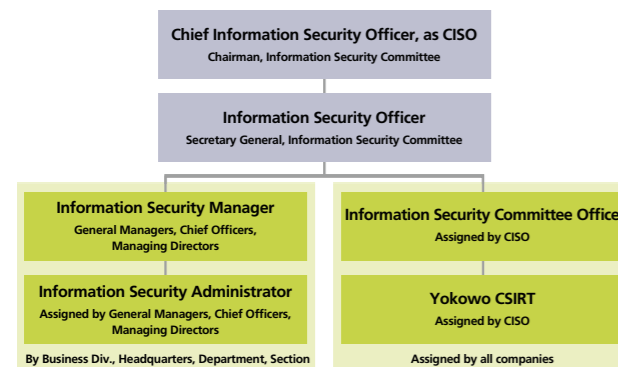 Chief Information Security Officer, as CISO
Chairman, Information Security Committee
Information Security Officer
Secretary General, Information Security Committee
Information Security Manager
General Managers, Chief Officers,
Managing Directors
Information Security Administrator
Assigned by General Managers, Chief Officers,
Managing Directors
By Business Div., Headquarters, Department, Section
Information Security Committee Office
Assigned by CISO
Yokowo CSIRT
Assigned by CISO
Assigned by all companies